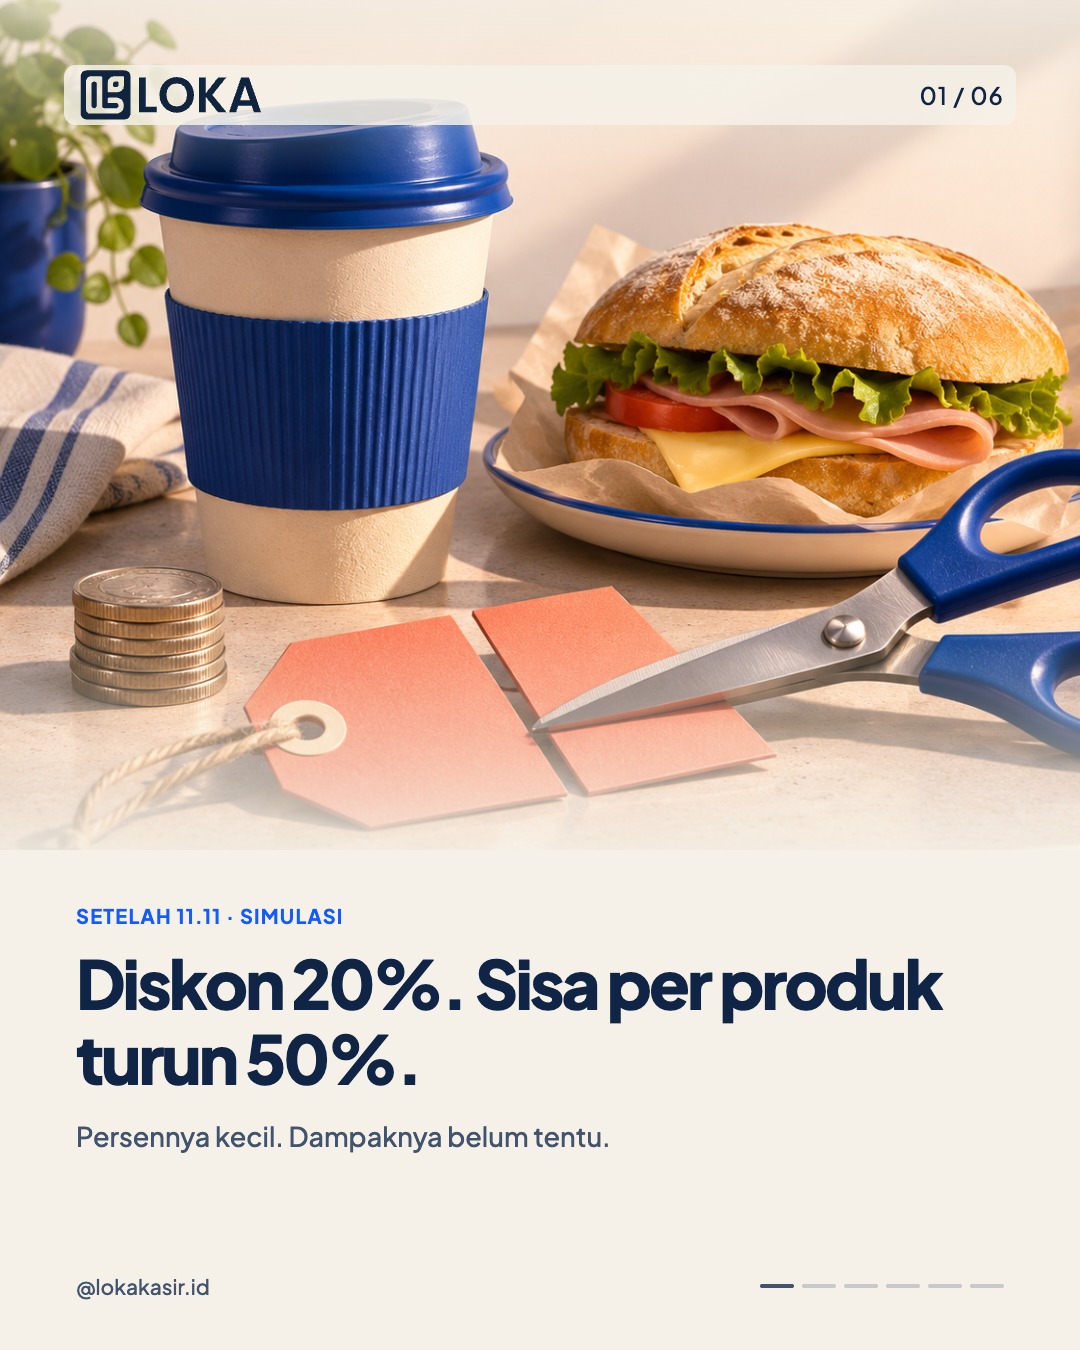 LOKA
01 / 06
SETELAH 11.11 · SIMULASI
Diskon 20%. Sisa per produk
turun 50%.
Persennya kecil. Dampaknya belum tentu.
@lokakasir.id